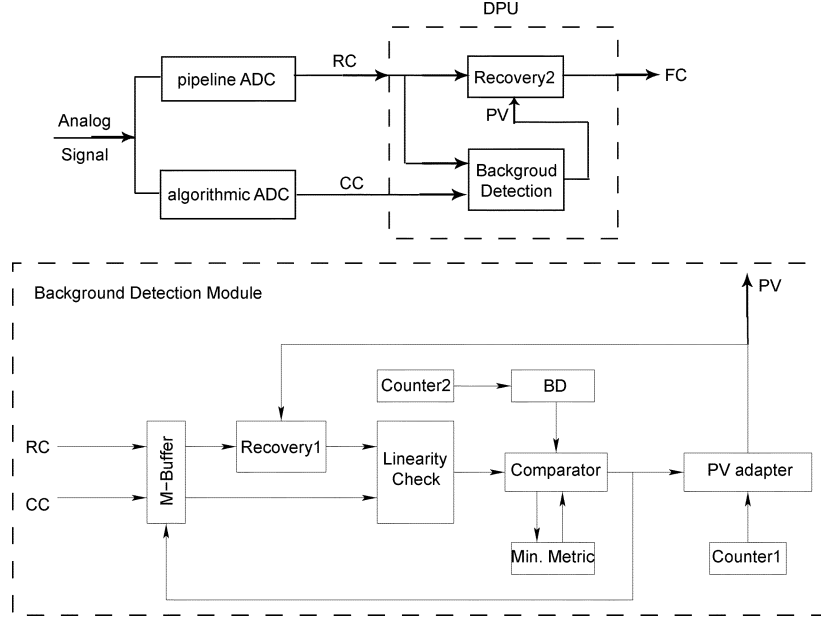 DPU
pipeline ADC
RC
Recovery2
FC
PV
Analog
Signal
algorithmic ADC
CC
Backgroud
Detection
Background Detection Module
PV
Counter2
BD
RC
CC
M-Buffer
Recovery1
Linearity
Check
Comparator
PV adapter
Min. Metric
Counter1